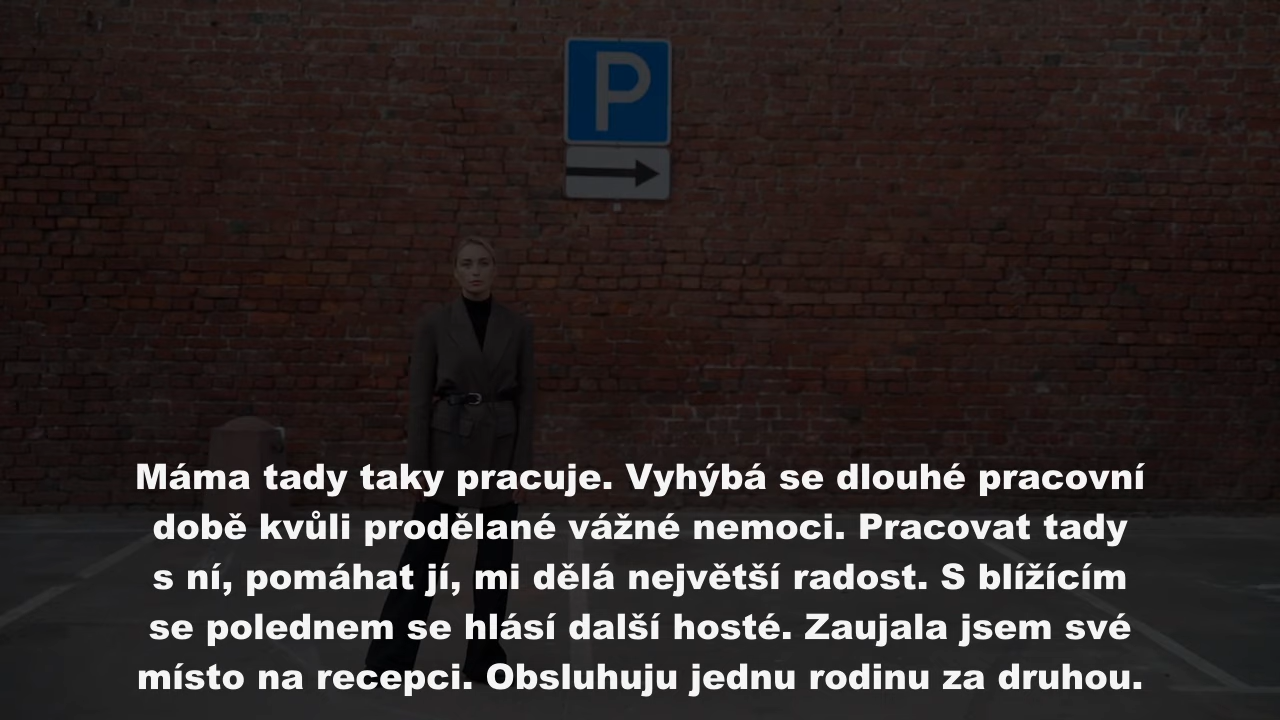 P
Máma tady taky pracuje. Vyhýbá se dlouhé pracovní
době kvůli prodělané vážné nemoci. Pracovat tady
s ní, pomáhat jí, mi dělá největší radost. S blížícím
se polednem se hlásí další hosté. Zaujala jsem své
místo na recepci. Obsluhuju jednu rodinu za druhou.